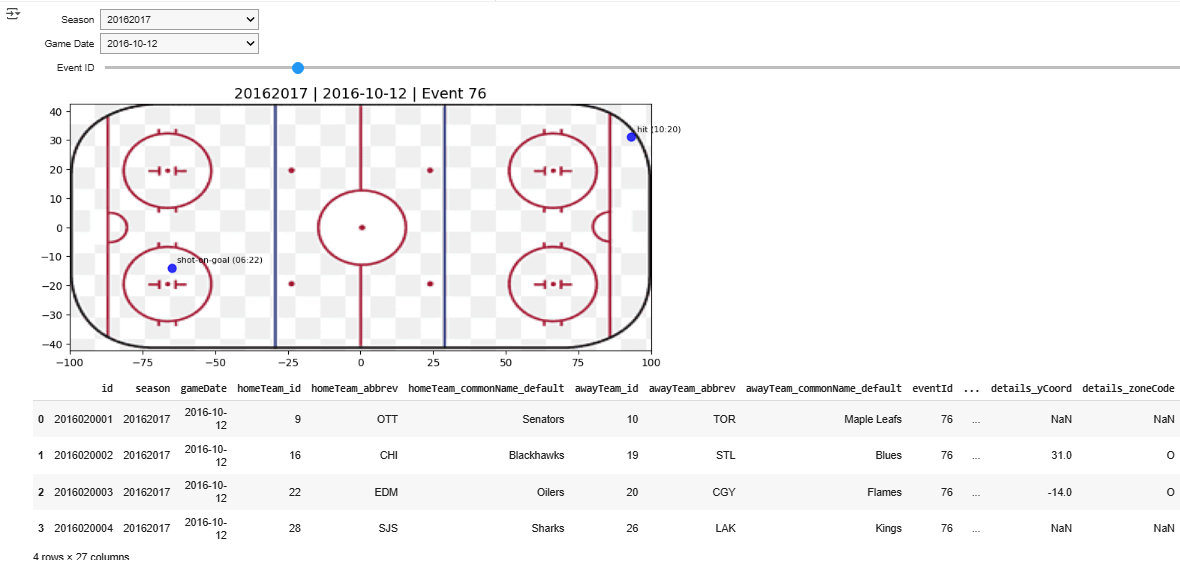 Season 20162017
Game Date 2016-10-12
Event ID
20162017 | 2016-10-12 | Event 76
40
hit (10:20)
30
20
10
0
−10
shot-on-goal (06:22)
−20
−30
−40
−100 −75 −50 −25 0 25 50 75 100
id season gameDate homeTeam_id homeTeam_abbrev homeTeam_commonName_default awayTeam_id awayTeam_abbrev awayTeam_commonName_default eventId ... details_yCoord details_zoneCode
0 2016020001 20162017 2016-10-12 9 OTT Senators 10 TOR Maple Leafs 76 ... NaN NaN
1 2016020002 20162017 2016-10-12 16 CHI Blackhawks 19 STL Blues 76 ... 31.0 O
2 2016020003 20162017 2016-10-12 22 EDM Oilers 20 CGY Flames 76 ... -14.0 O
3 2016020004 20162017 2016-10-12 28 SJS Sharks 26 LAK Kings 76 ... NaN NaN
4 rows × 27 columns